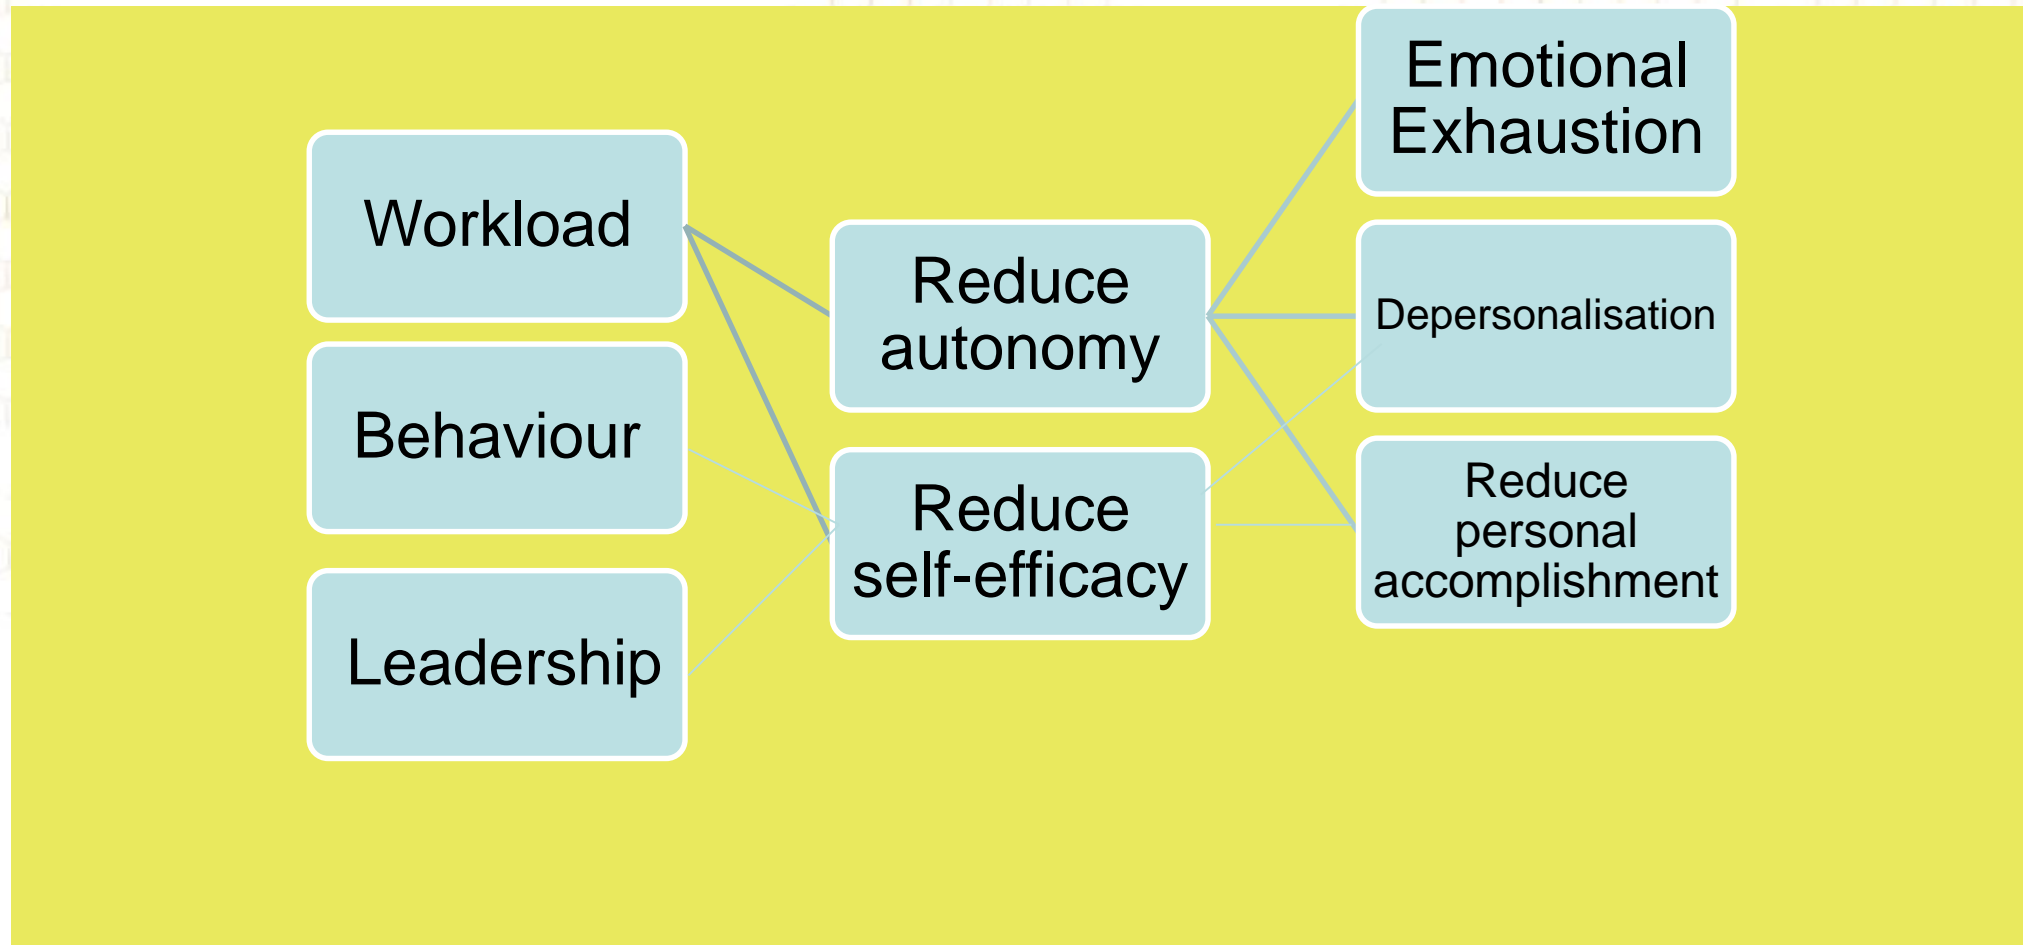 Workload
Behaviour
Leadership
Reduce
autonomy
Reduce
self-efficacy
Emotional
Exhaustion
Depersonalisation
Reduce
personal
accomplishment